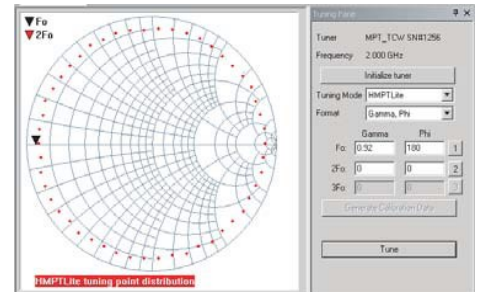 Fo
2Fo
HMPTLite tuning point distribution
Tuning Panel
Tuner MPT_TCW SN#1256
Frequency 2.000 GHz
Initialize tuner
Tuning Mode HMPTLite
Format Gamma, Phi
Gamma Phi
Fo: 0.92 180 1
2Fo: 0 0 2
3Fo: 0 0 3
Generate Calibration Data
Tune